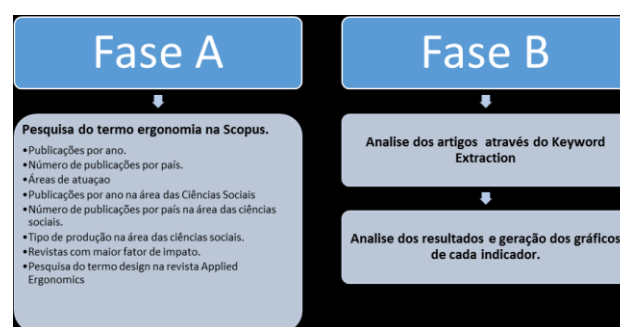 Fase A
Pesquisa do termo ergonomia na Scopus.
•Publicações por ano.
•Número de publicações por país.
•Áreas de atuaçao
•Publicações por ano na área das Ciências Sociais
•Número de publicações por país na área das ciências
sociais.
•Tipo de produção na área das ciências sociais.
•Revistas com maior fator de impato.
•Pesquisa do termo design na revista Applied
Ergonomics
Fase B
Analise dos artigos através do Keyword
Extraction
Analise dos resultados e geração dos gráficos
de cada indicador.